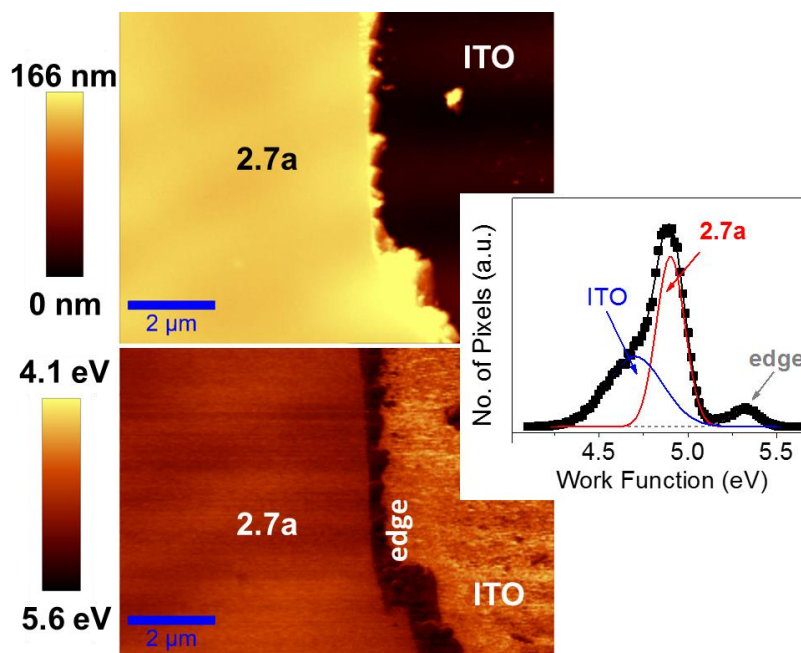 166 nm
0 nm
2.7a
ITO
2 µm
4.1 eV
5.6 eV
2.7a
edge
ITO
2 µm
No. of Pixels (a.u.)
2.7a
ITO
edge
4.5 5.0 5.5
Work Function (eV)